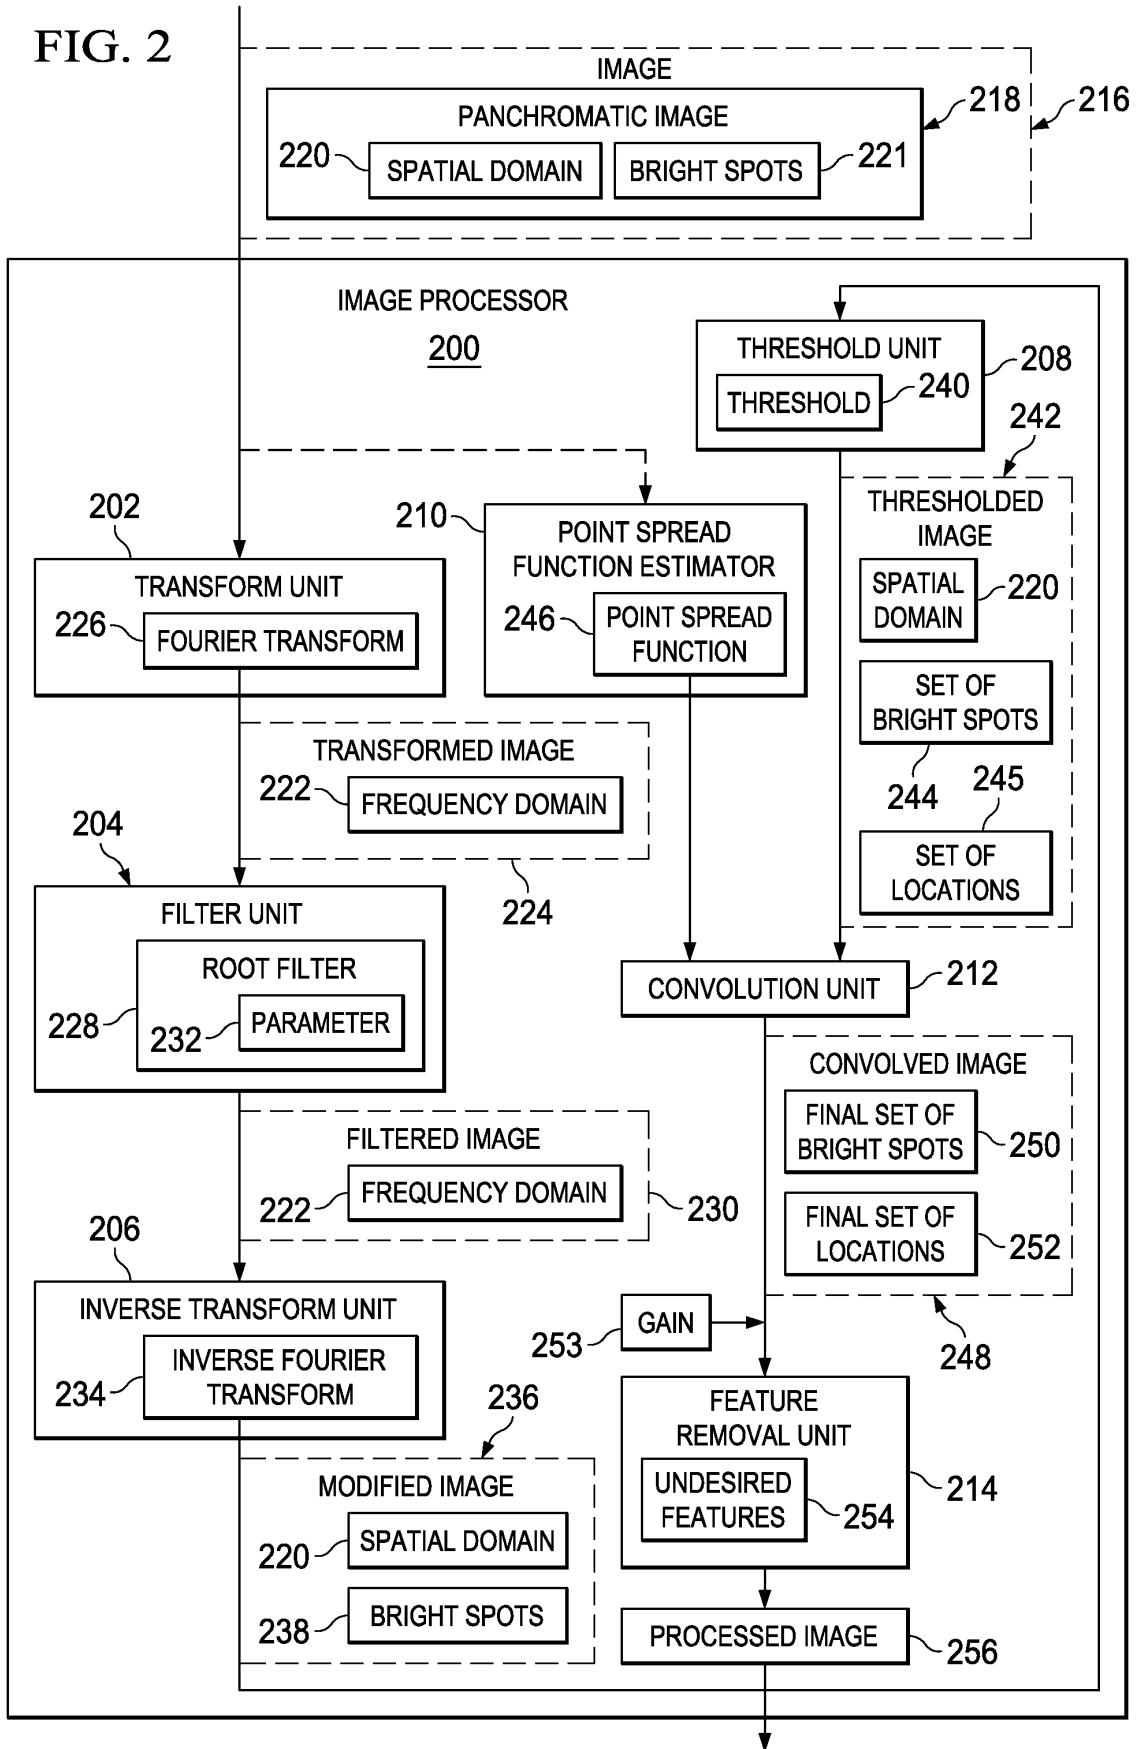 FIG. 2
IMAGE
PANCHROMATIC IMAGE
218
216
220
SPATIAL DOMAIN
BRIGHT SPOTS
221
IMAGE PROCESSOR
200
THRESHOLD UNIT
208
THRESHOLD
240
242
THRESHOLDED
IMAGE
SPATIAL
DOMAIN
220
SET OF
BRIGHT SPOTS
244
245
SET OF
LOCATIONS
202
TRANSFORM UNIT
226
FOURIER TRANSFORM
210
POINT SPREAD
FUNCTION ESTIMATOR
246
POINT SPREAD
FUNCTION
TRANSFORMED IMAGE
222
FREQUENCY DOMAIN
224
204
FILTER UNIT
ROOT FILTER
228
232
PARAMETER
CONVOLUTION UNIT
212
CONVOLVED IMAGE
FINAL SET OF
BRIGHT SPOTS
250
FINAL SET OF
LOCATIONS
252
248
FILTERED IMAGE
222
FREQUENCY DOMAIN
230
206
INVERSE TRANSFORM UNIT
234
INVERSE FOURIER
TRANSFORM
253
GAIN
236
MODIFIED IMAGE
220
SPATIAL DOMAIN
238
BRIGHT SPOTS
FEATURE
REMOVAL UNIT
214
UNDESIRED
FEATURES
254
PROCESSED IMAGE
256